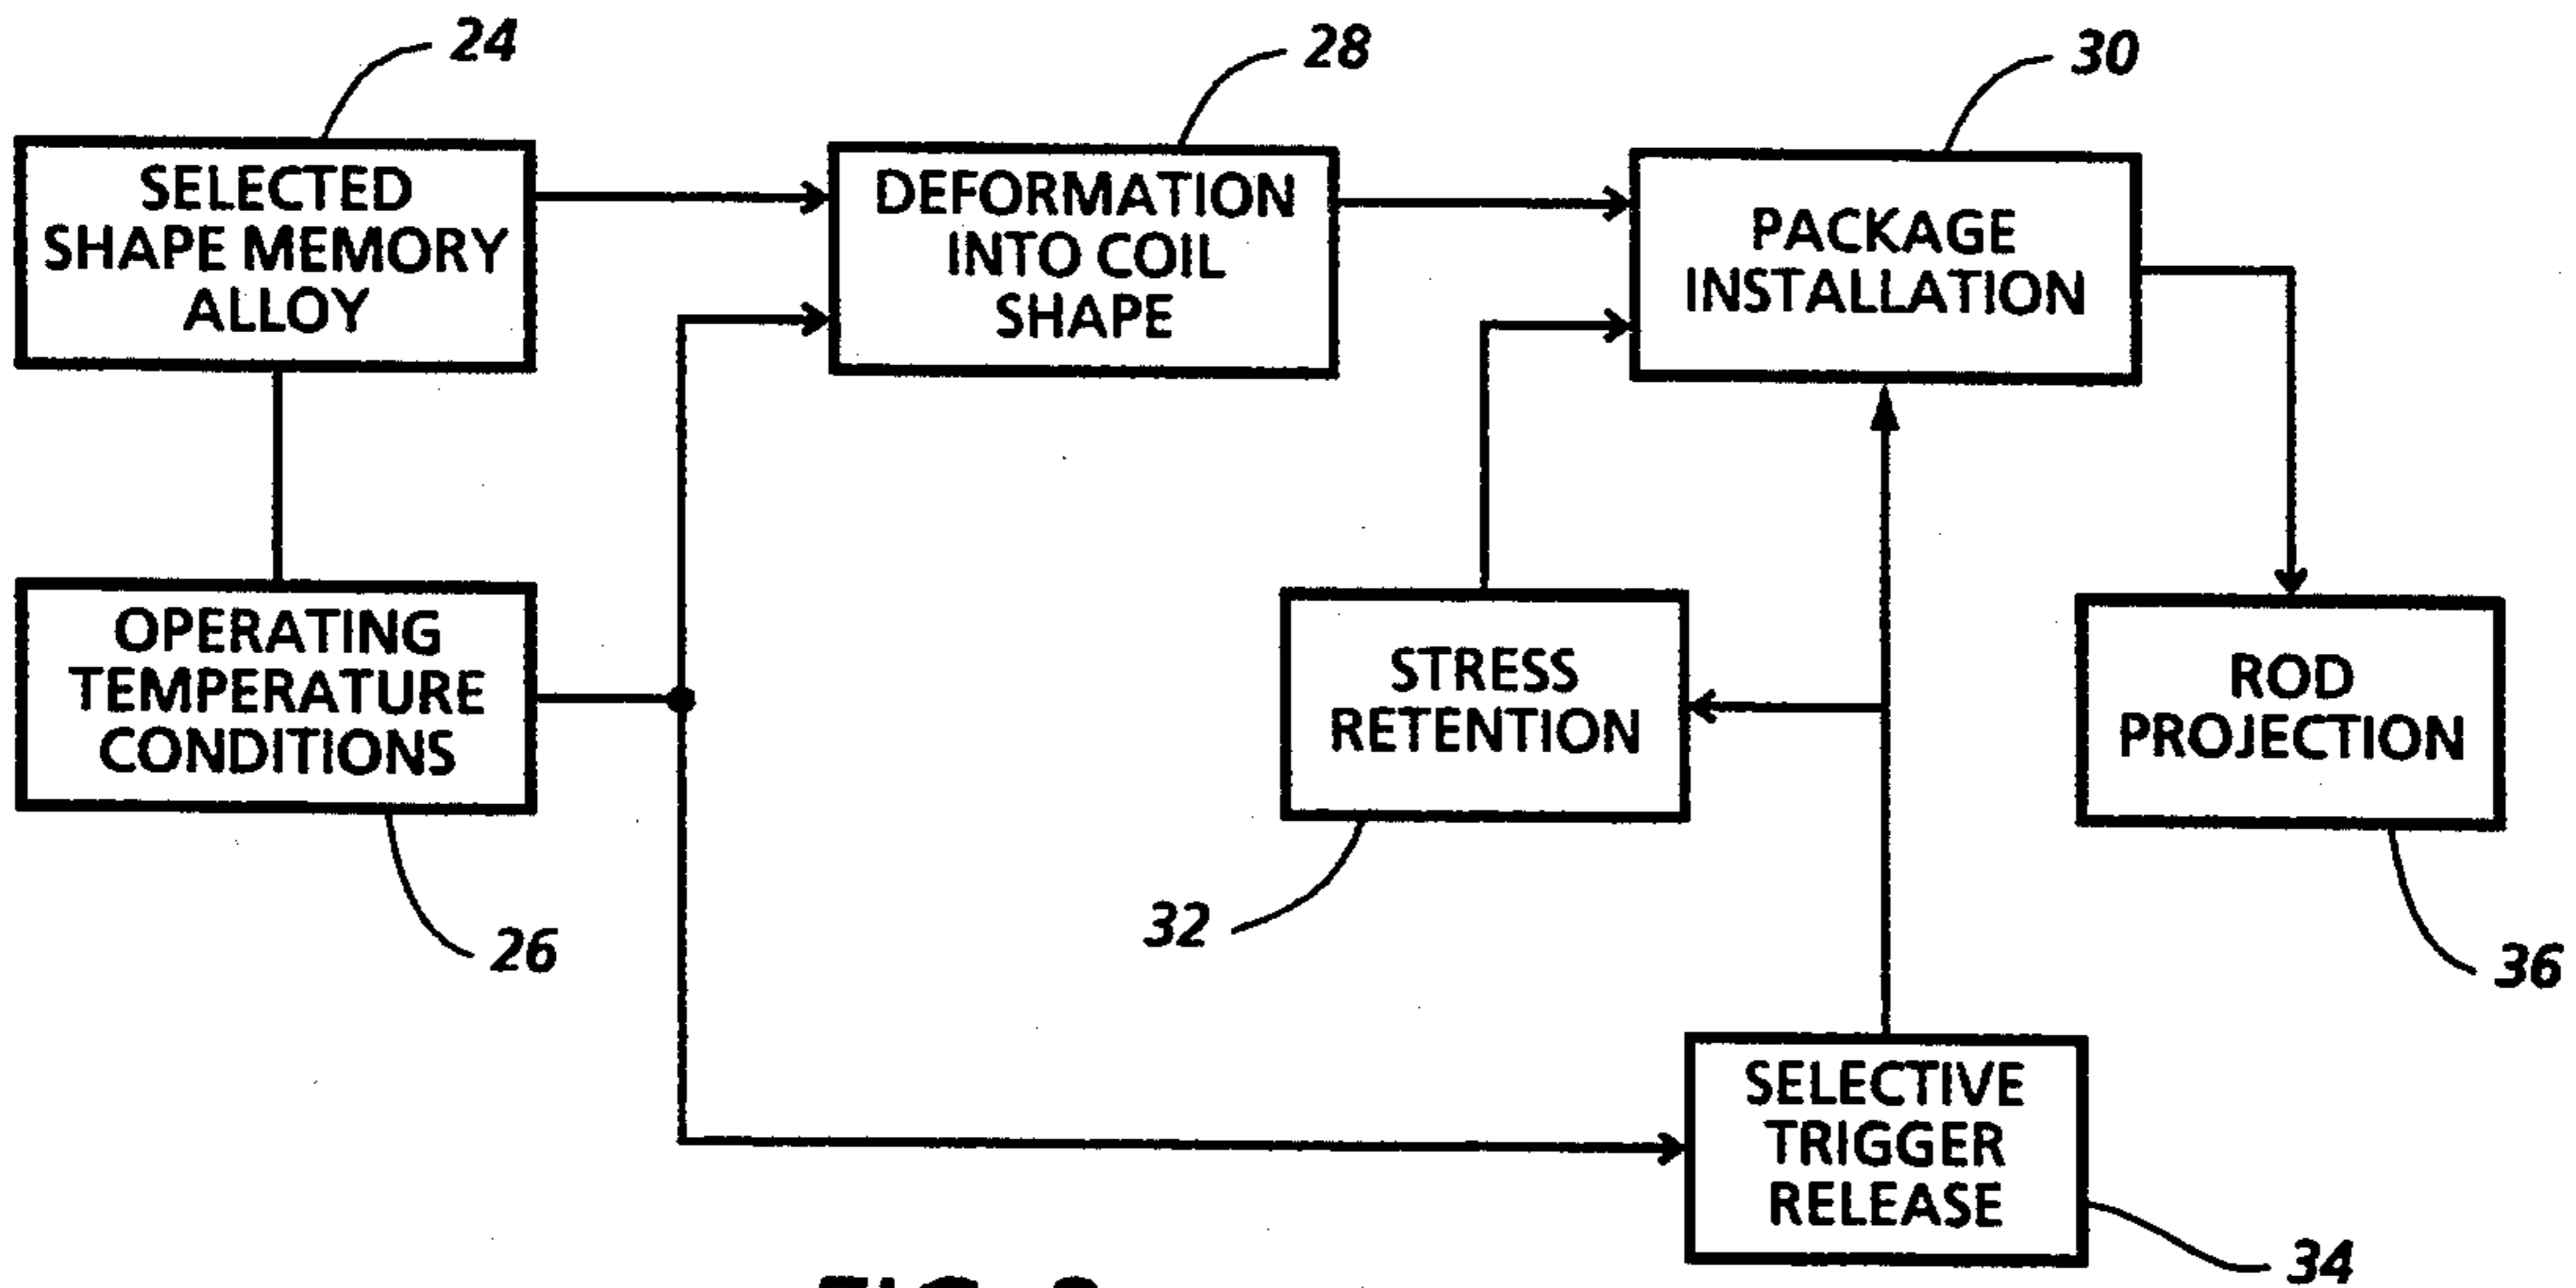 24
28
30
SELECTED
SHAPE MEMORY
ALLOY
DEFORMATION
INTO COIL
SHAPE
PACKAGE
INSTALLATION
OPERATING
TEMPERATURE
CONDITIONS
STRESS
RETENTION
ROD
PROJECTION
32
26
36
SELECTIVE
TRIGGER
RELEASE
34